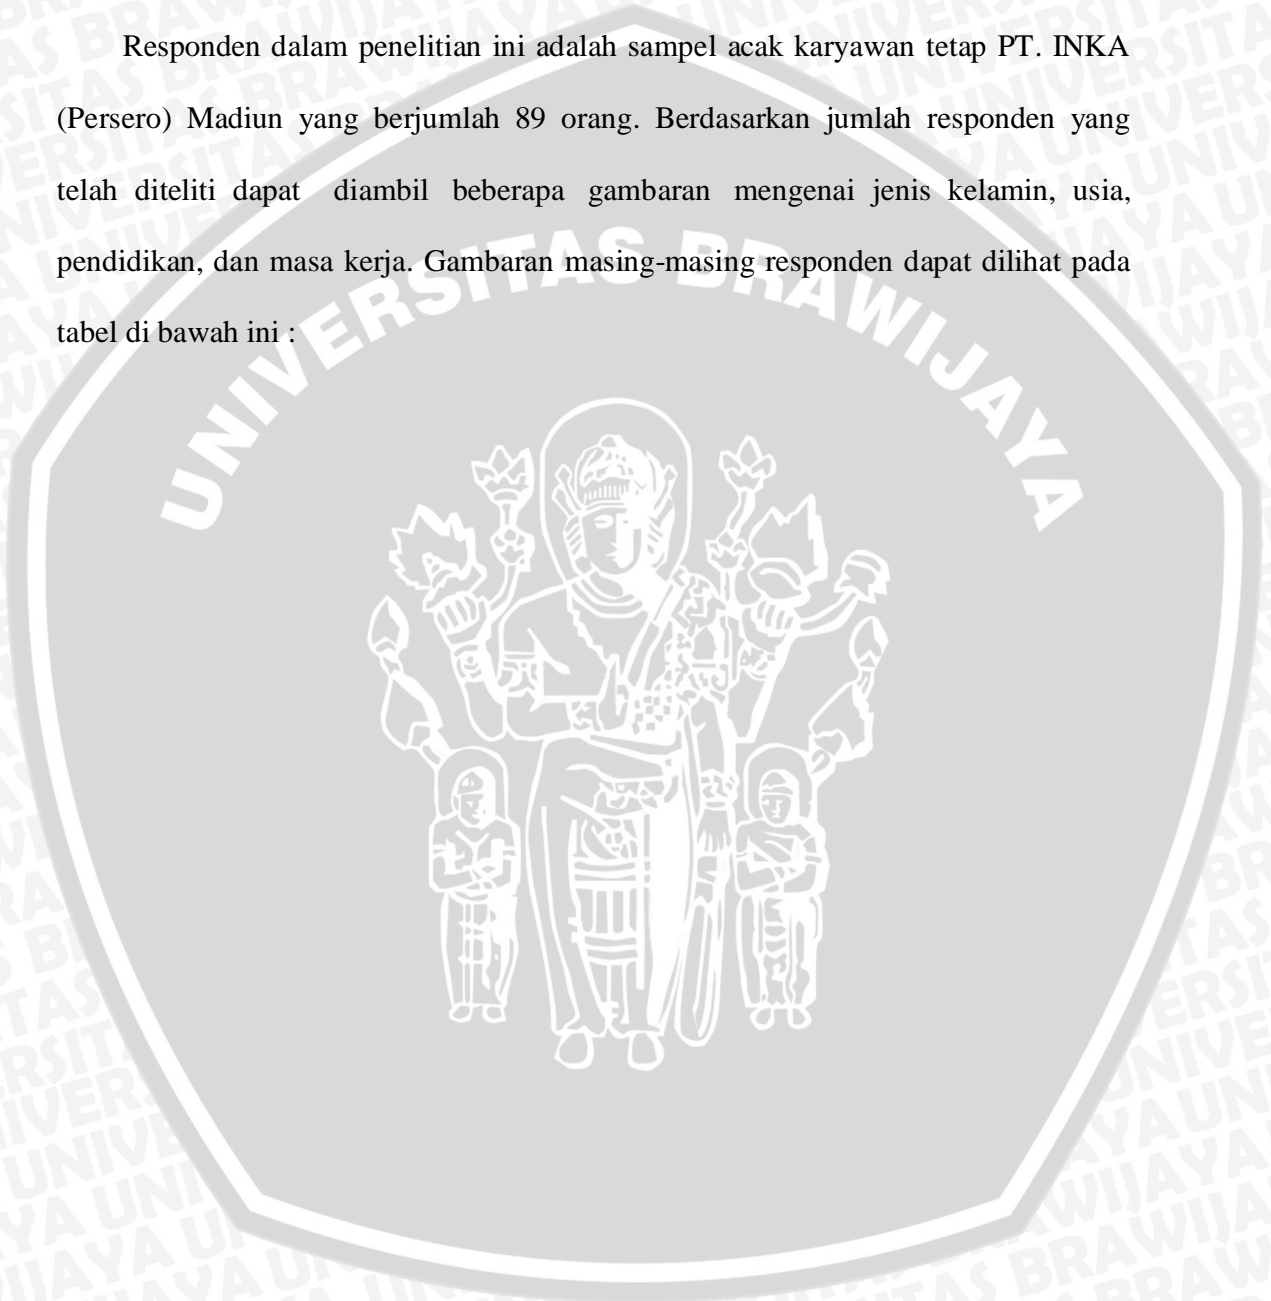 Responden dalam penelitian ini adalah sampel acak karyawan tetap PT. INKA
(Persero) Madiun yang berjumlah 89 orang. Berdasarkan jumlah responden yang
telah diteliti dapat diambil beberapa gambaran mengenai jenis kelamin, usia,
pendidikan, dan masa kerja. Gambaran masing-masing responden dapat dilihat pada
tabel di bawah ini :
UNIVERSITAS BRAWIJAYA